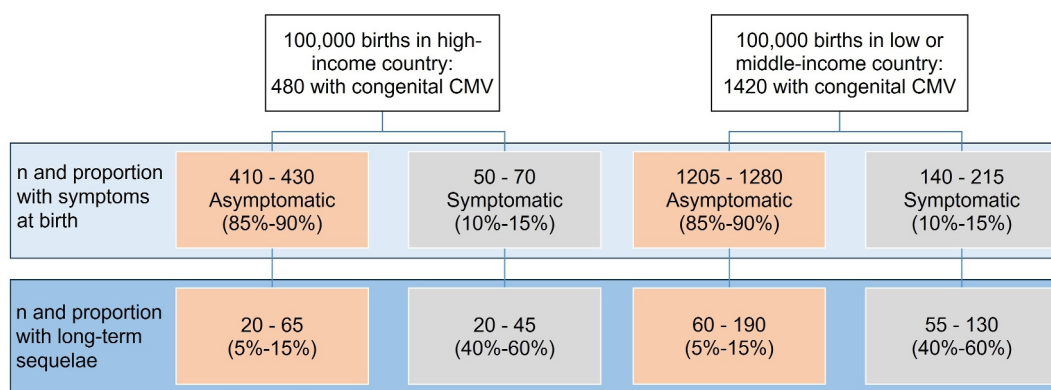 100,000 births in high-
income country:
480 with congenital CMV
100,000 births in low or
middle-income country:
1420 with congenital CMV
n and proportion
with symptoms
at birth
410 - 430
Asymptomatic
(85%-90%)
50 - 70
Symptomatic
(10%-15%)
1205 - 1280
Asymptomatic
(85%-90%)
140 - 215
Symptomatic
(10%-15%)
n and proportion
with long-term
sequelae
20 - 65
(5%-15%)
20 - 45
(40%-60%)
60 - 190
(5%-15%)
55 - 130
(40%-60%)